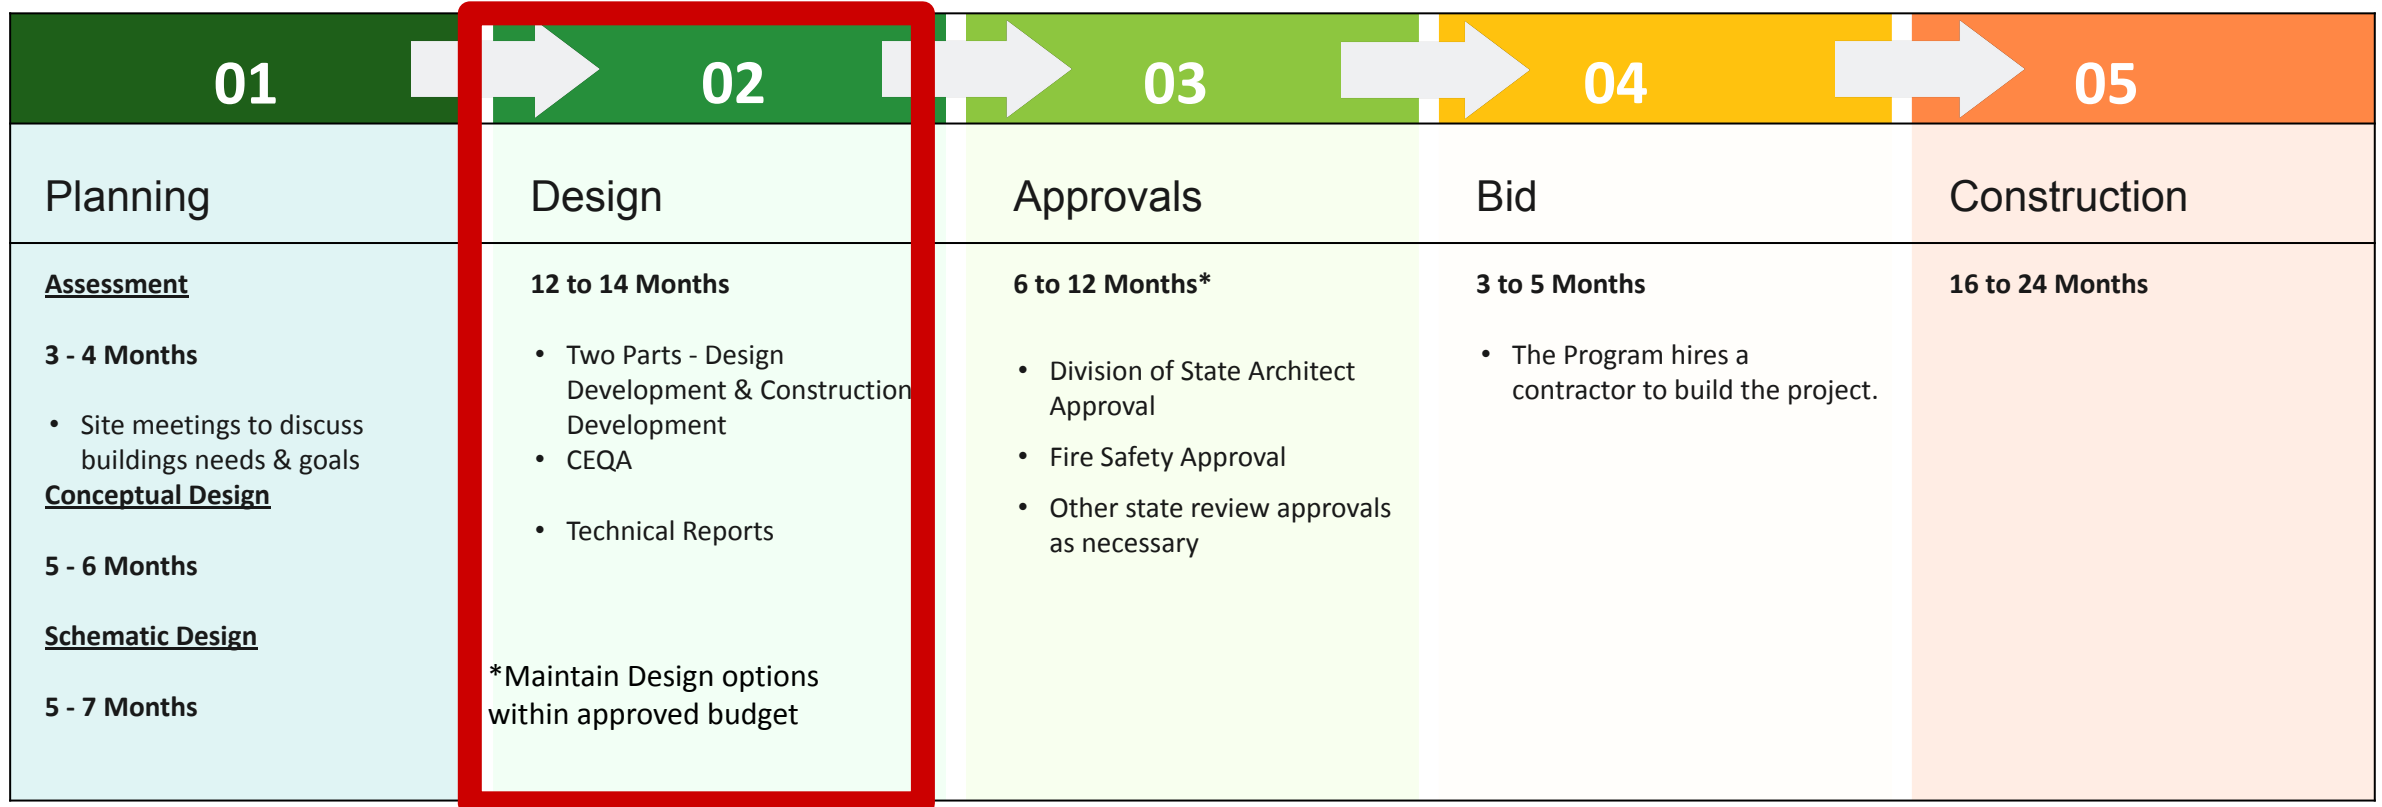 01
02
03
04
05
Planning
Design
Approvals
Bid
Construction
Assessment
3 - 4 Months
• Site meetings to discuss
buildings needs & goals
Conceptual Design
5 - 6 Months
Schematic Design
5 - 7 Months
12 to 14 Months
• Two Parts - Design
Development & Construction
Development
• CEQA
• Technical Reports
*Maintain Design options
within approved budget
6 to 12 Months*
• Division of State Architect
Approval
• Fire Safety Approval
• Other state review approvals
as necessary
3 to 5 Months
• The Program hires a
contractor to build the project.
16 to 24 Months